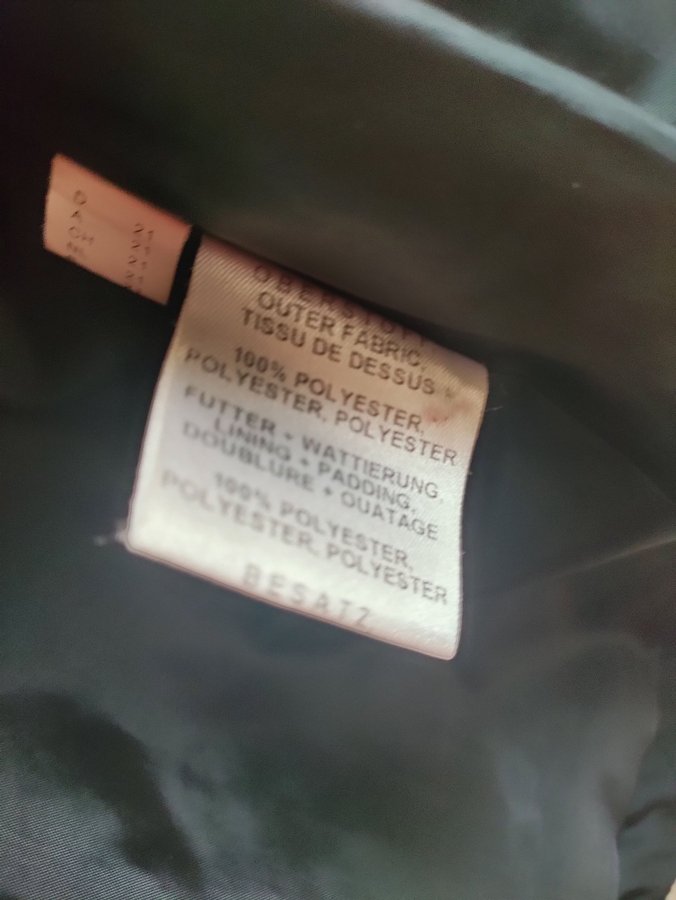 OBERSTOFF,
OUTER FABRIC,
TISSU DE DESSUS
100% POLYESTER,
POLYESTER, POLYESTER
FUTTER + WATTIERUNG,
LINING + PADDING,
DOUBLURE + OUATAGE
100% POLYESTER,
POLYESTER, POLYESTER
BESATZ